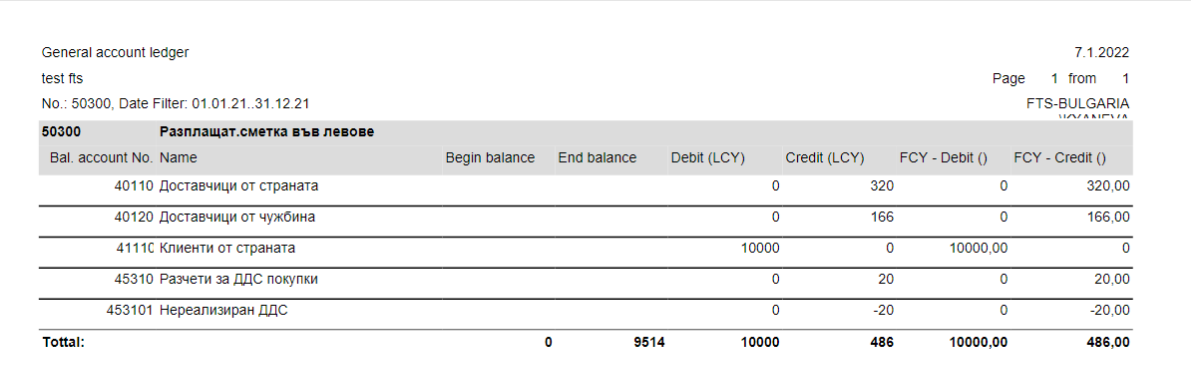 General account ledger 7.1.2022
test fts Page 1 from 1
No.: 50300, Date Filter: 01.01.21..31.12.21 FTS-BULGARIA
50300 Разплащат.сметка във левове
Bal. account No. Name Begin balance End balance Debit (LCY) Credit (LCY) FCY - Debit () FCY - Credit ()
40110 Доставчици от страната 0 320 0 320,00
40120 Доставчици от чужбина 0 166 0 166,00
4111 Клиенти от страната 10000 0 10000,00 0
45310 Разчети за ДДС покупки 0 20 0 20,00
453101 Нереализиран ДДС 0 -20 0 -20,00
Tottal: 0 9514 10000 486 10000,00 486,00